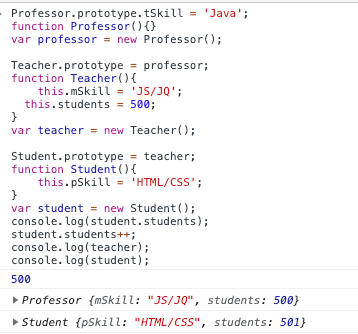 Professor.prototype.tSkill = 'Java';
function Professor(){}
var professor = new Professor();

Teacher.prototype = professor;
function Teacher(){
    this.mSkill = 'JS/JQ';
  this.students = 500;
}
var teacher = new Teacher();

Student.prototype = teacher;
function Student(){
    this.pSkill = 'HTML/CSS';
}
var student = new Student();
console.log(student.students);
student.students++;
console.log(teacher);
console.log(student);
500
Professor {mSkill: "JS/JQ", students: 500}
Student {pSkill: "HTML/CSS", students: 501}